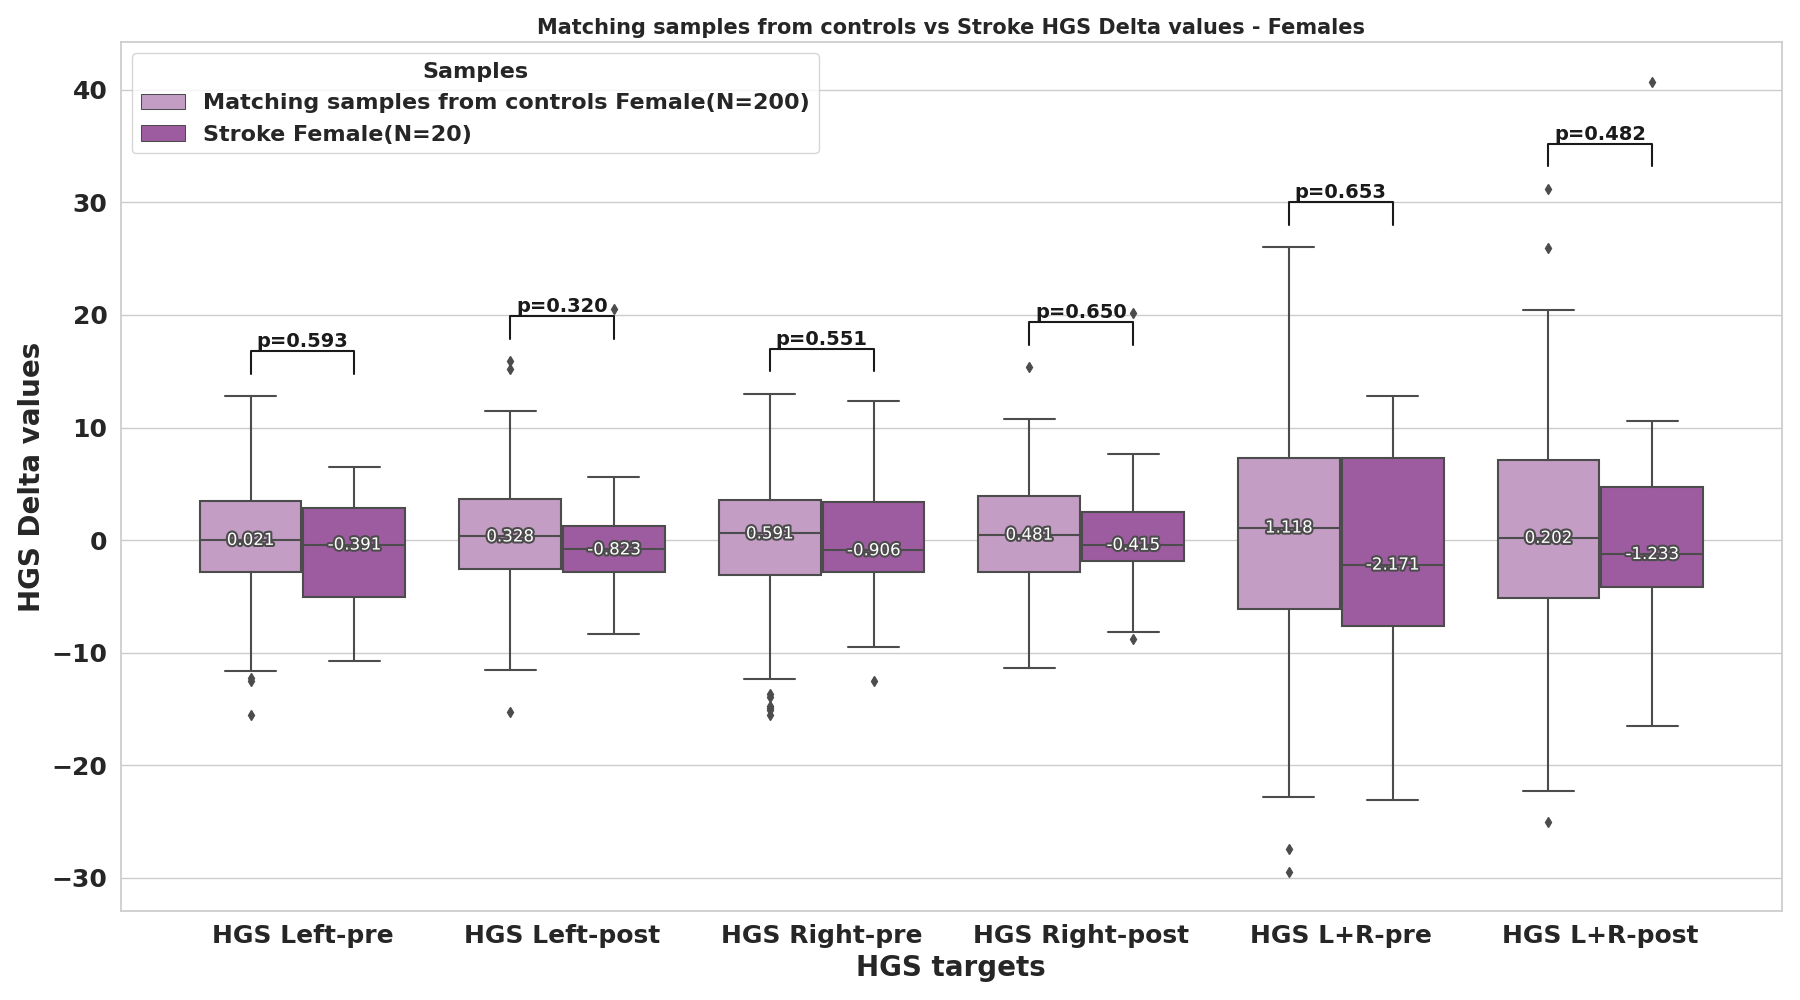 Matching samples from controls vs Stroke HGS Delta values - Females
Samples
Matching samples from controls Female(N=200)
Stroke Female(N=20)
HGS Delta values
40
30
20
10
0
−10
−20
−30
p=0.593
p=0.320
p=0.551
p=0.650
p=0.653
p=0.482
0.021
-0.391
0.328
-0.823
0.591
-0.906
0.481
-0.415
1.118
-2.171
0.202
-1.233
HGS Left-pre
HGS Left-post
HGS Right-pre
HGS Right-post
HGS L+R-pre
HGS L+R-post
HGS targets